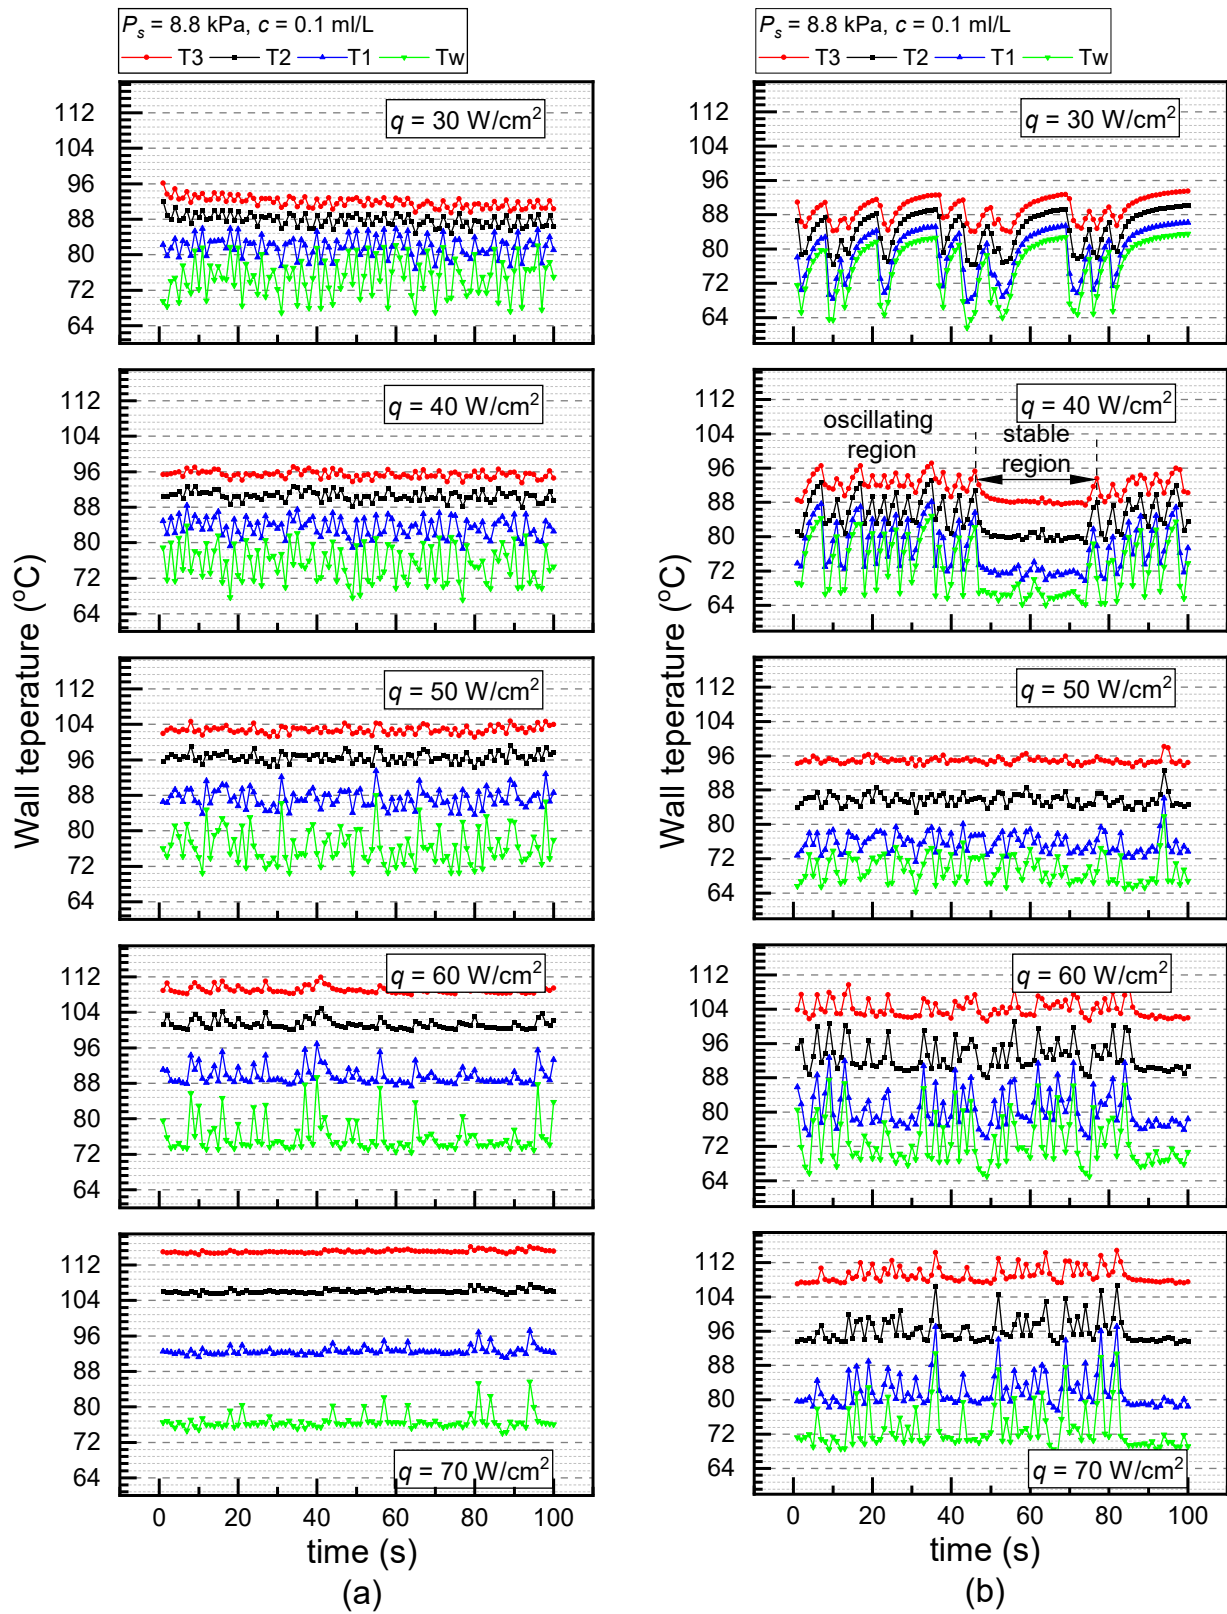 P_s = 8.8 kPa, c = 0.1 ml/L
T3 T2 T1 Tw
q = 30 W/cm²
112
104
96
88
80
72
64
q = 40 W/cm²
112
104
96
88
80
72
64
q = 50 W/cm²
112
104
96
88
80
72
64
q = 60 W/cm²
112
104
96
88
80
72
64
q = 70 W/cm²
112
104
96
88
80
72
64
0 20 40 60 80 100
Wall teperature (°C)
time (s)
(a)
P_s = 8.8 kPa, c = 0.1 ml/L
T3 T2 T1 Tw
q = 30 W/cm²
112
104
96
88
80
72
64
q = 40 W/cm²
oscillating
region
stable
region
112
104
96
88
80
72
64
q = 50 W/cm²
112
104
96
88
80
72
64
q = 60 W/cm²
112
104
96
88
80
72
64
q = 70 W/cm²
112
104
96
88
80
72
64
0 20 40 60 80 100
Wall teperature (°C)
time (s)
(b)